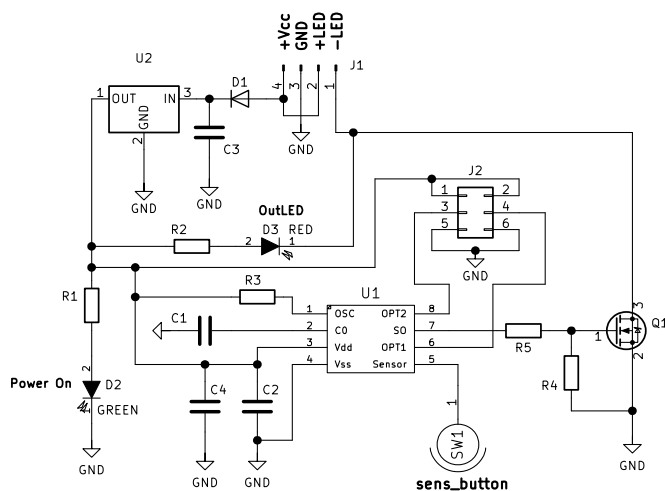 +Vcc
GND
+LED
-LED
J1
4
3
2
1
U2
1
OUT
IN
3
GND
2
D1
C3
GND
GND
GND
J2
1
2
3
4
5
6
GND
OutLED
R2
2
D3
RED
1
R1
R3
C1
U1
1
OSC
OPT2
8
2
CO
SO
7
3
Vdd
OPT1
6
4
Vss
Sensor
5
R5
1
3
Q1
2
R4
Power On
2
D2
1
GREEN
C4
C2
1
SW1
GND
GND
GND
GND
sens_button